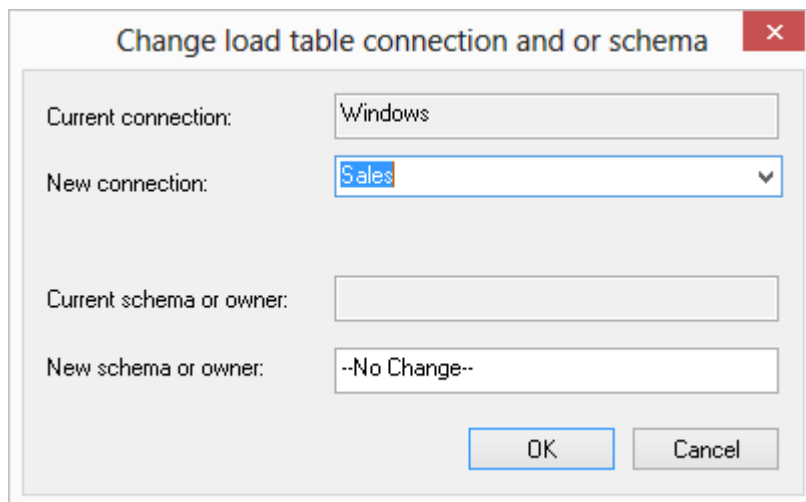 Change load table connection and or schema
Current connection: Windows
New connection: Sales
Current schema or owner:
New schema or owner: --No Change--
OK Cancel